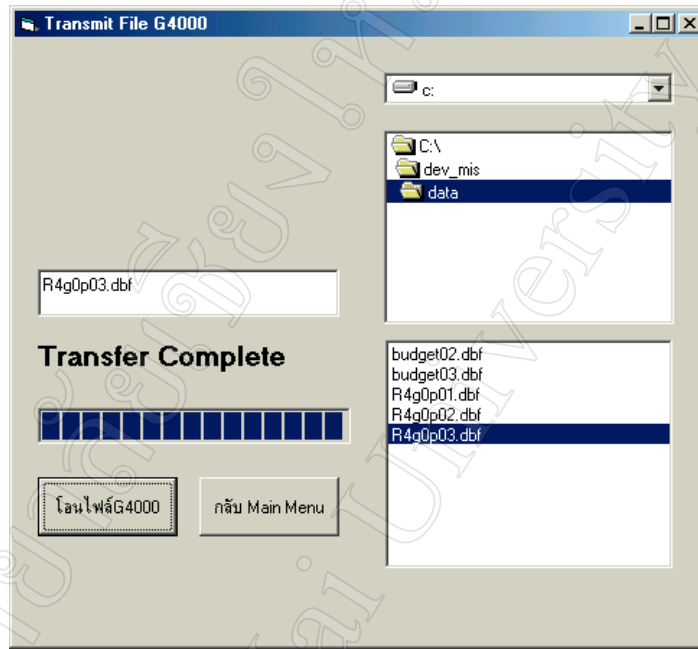 Transmit File G4000
c:
C:\
dev_mis
data
R4g0p03.dbf
Transfer Complete
budget02.dbf
budget03.dbf
R4g0p01.dbf
R4g0p02.dbf
R4g0p03.dbf
โอนไฟล์G4000
กลับ Main Menu